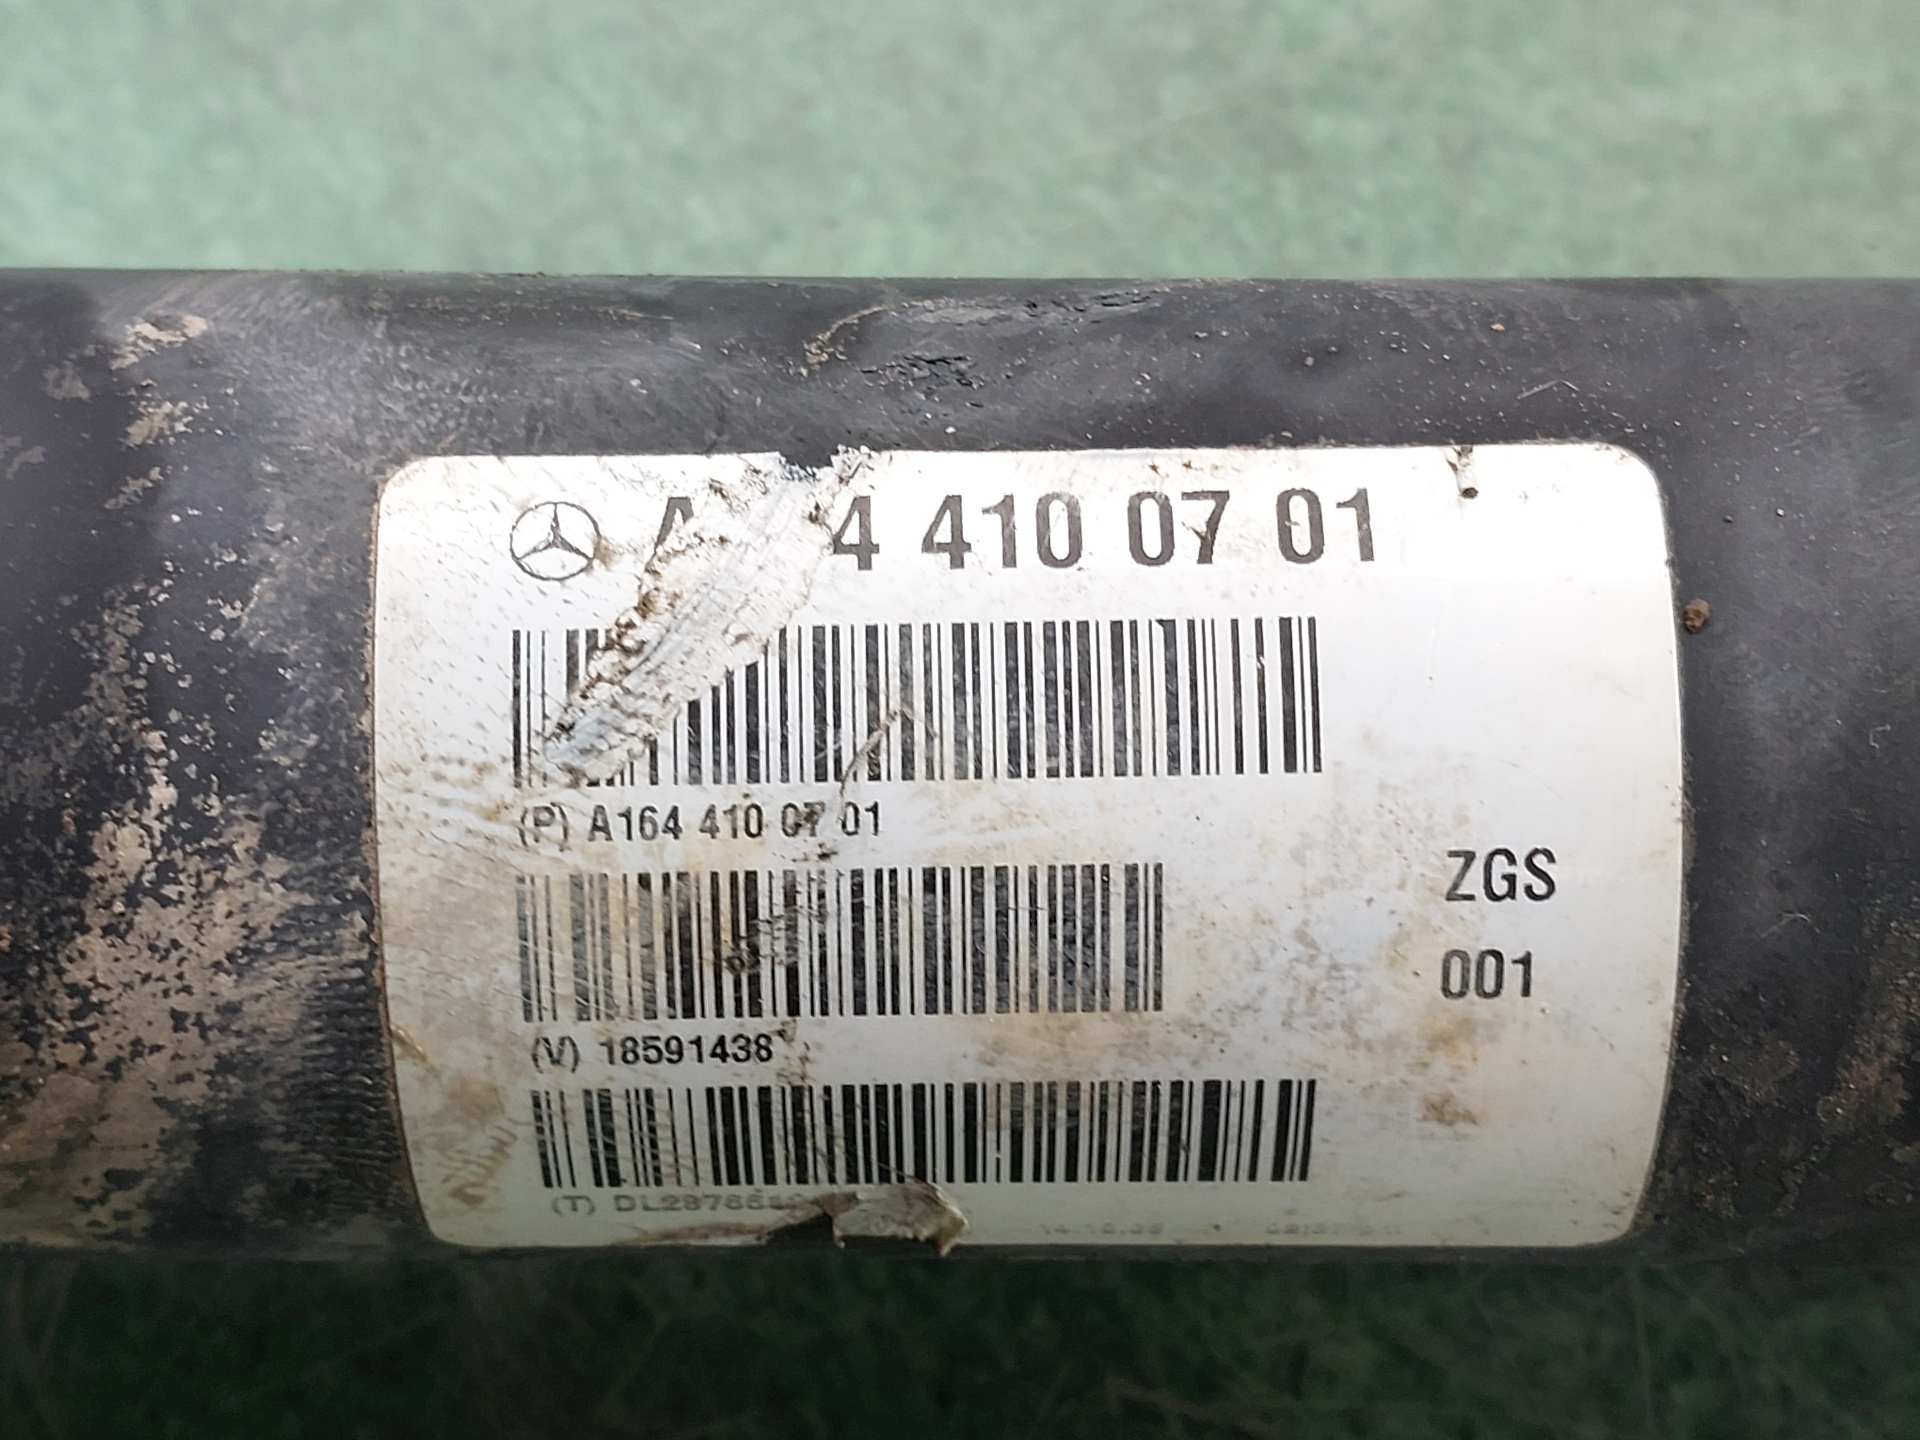 4 410 07 01
(P) A164 410 07 01
ZGS
001
(V) 18591438
(T)